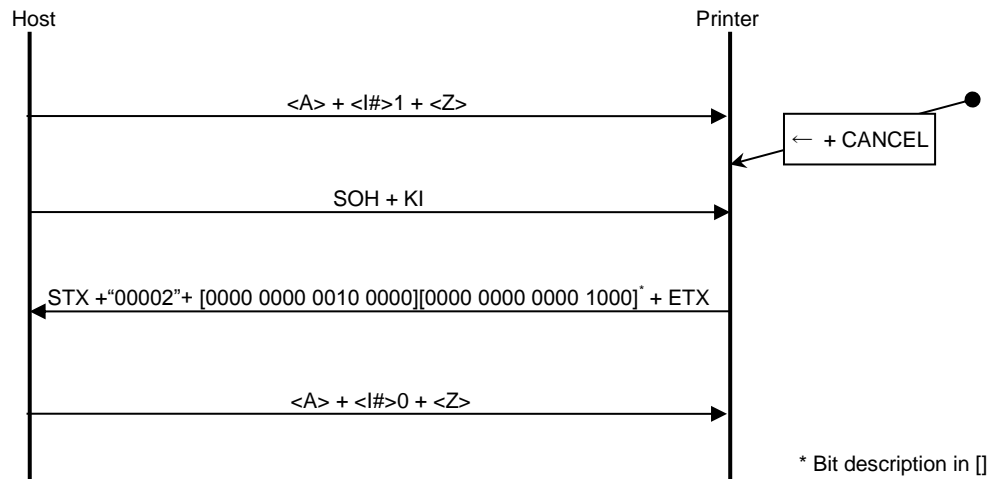 Host
Printer
<A> + <I#>1 + <Z>
← + CANCEL
SOH + KI
STX +“00002”+ [0000 0000 0010 0000][0000 0000 0000 1000]* + ETX
<A> + <I#>0 + <Z>
* Bit description in []